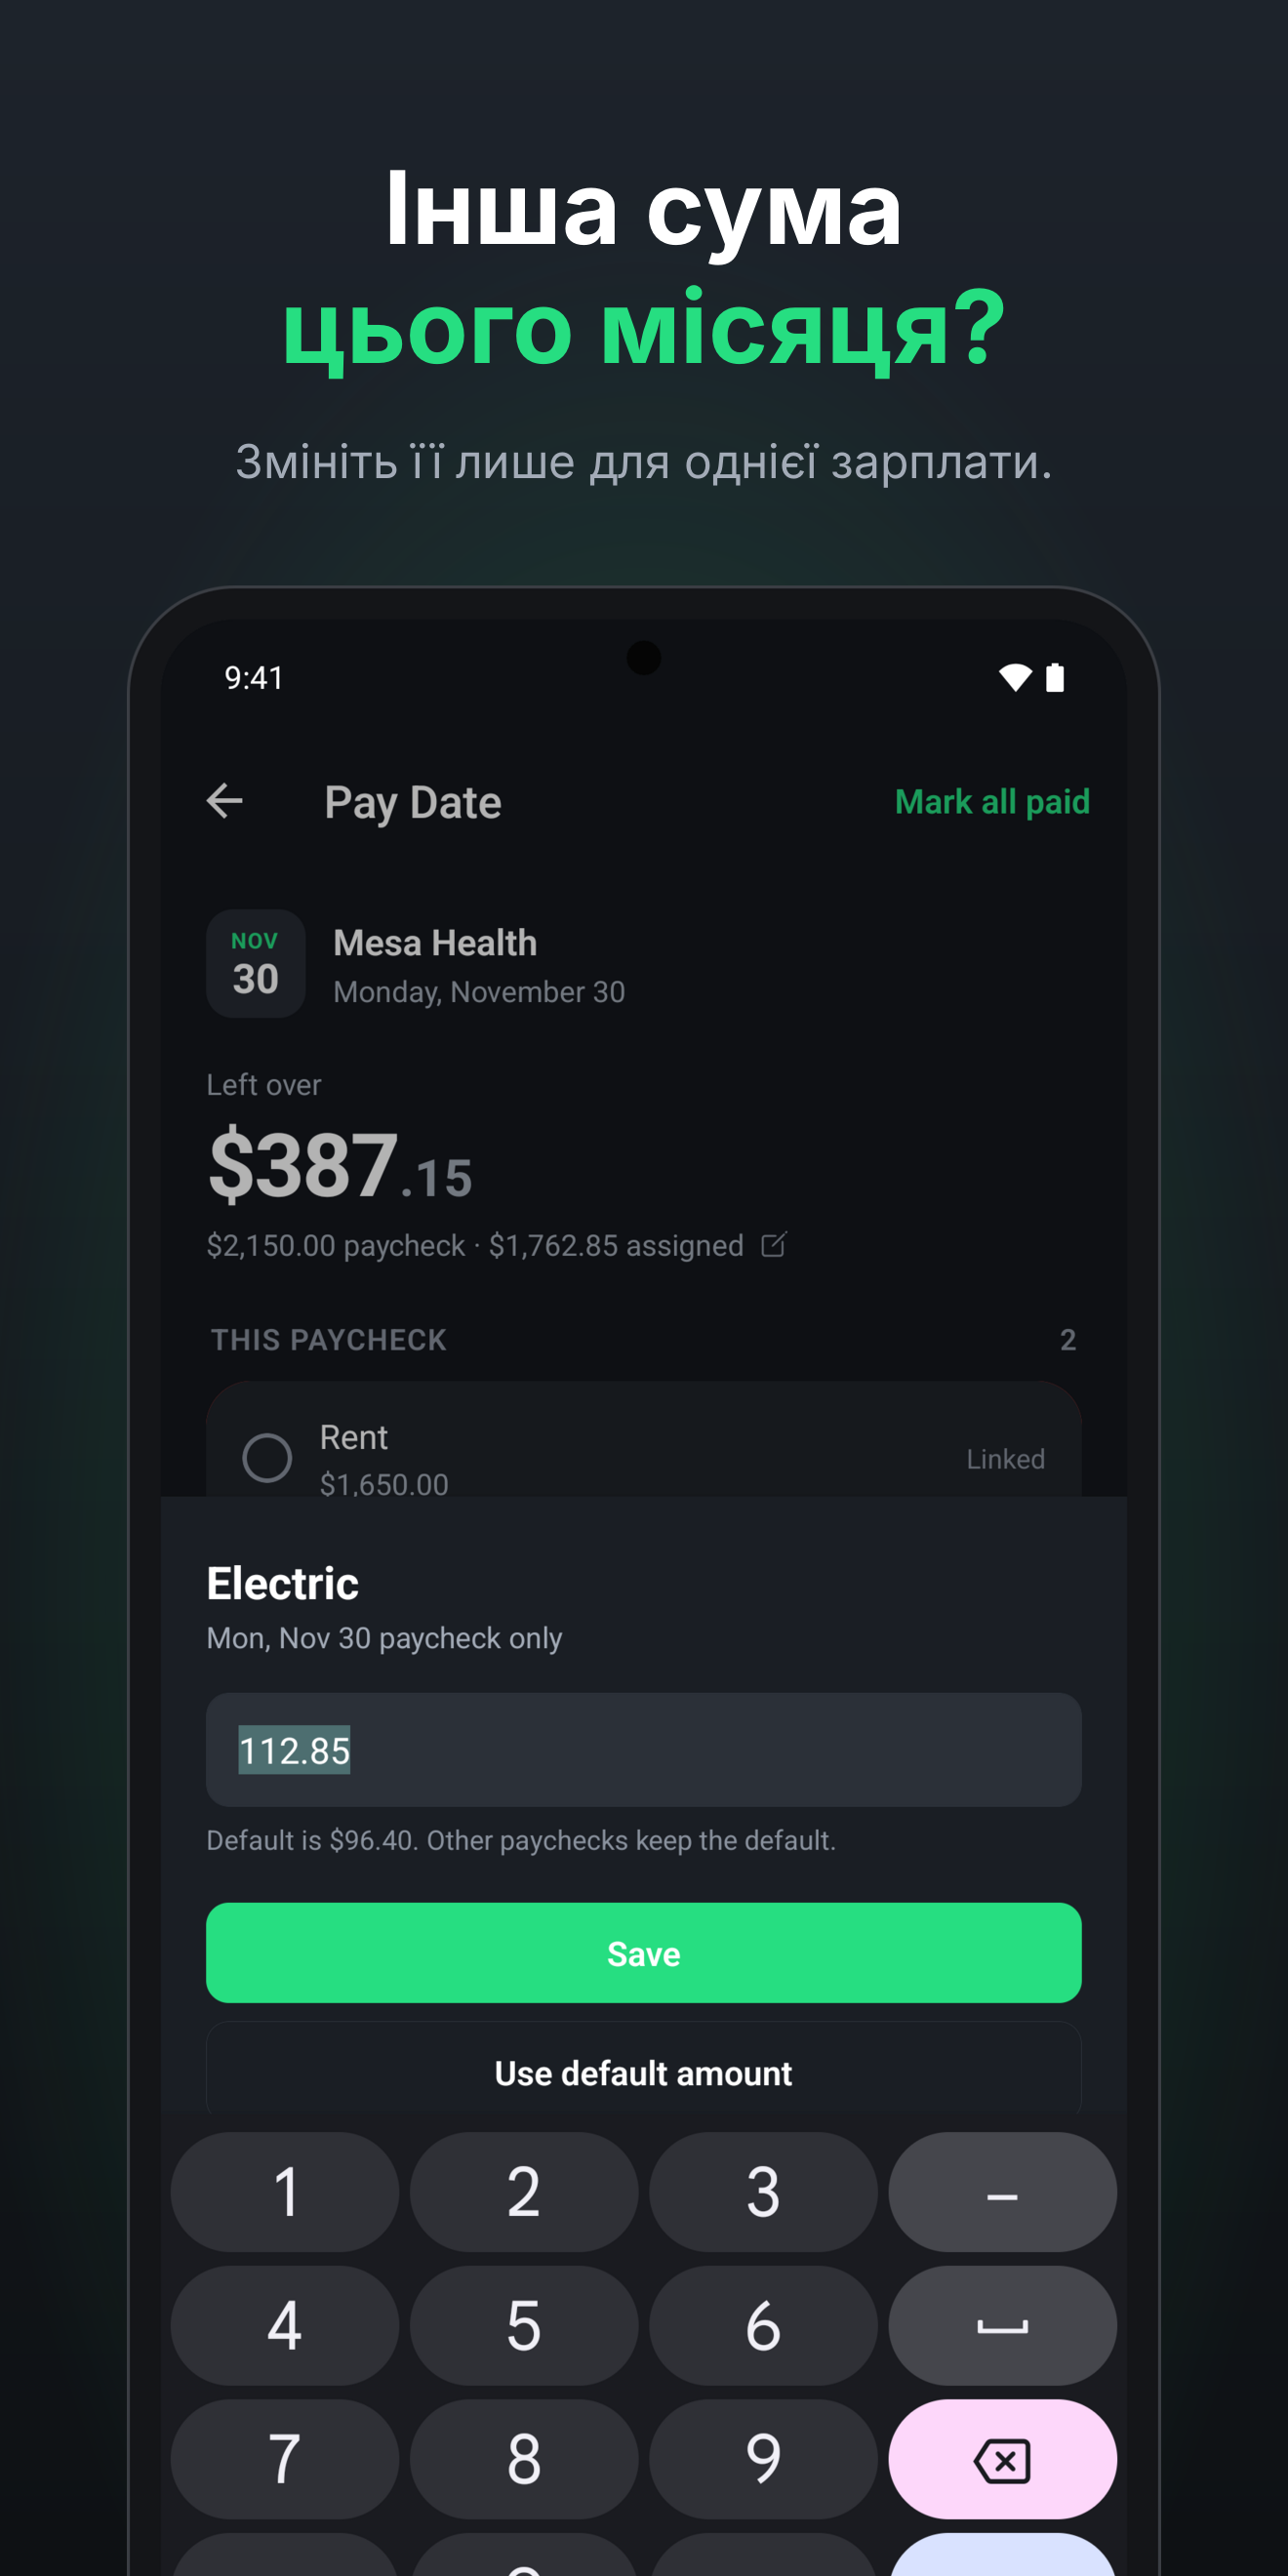 Інша сума
цього місяця?
Змініть її лише для однієї зарплати.
9:41
Pay Date
Mark all paid
NOV
30
Mesa Health
Monday, November 30
Left over
$387.15
$2,150.00 paycheck · $1,762.85 assigned
THIS PAYCHECK
2
Rent
$1,650.00
Linked
Electric
Mon, Nov 30 paycheck only
112.85
Default is $96.40. Other paychecks keep the default.
Save
Use default amount
1 2 3 –
4 5 6
7 8 9